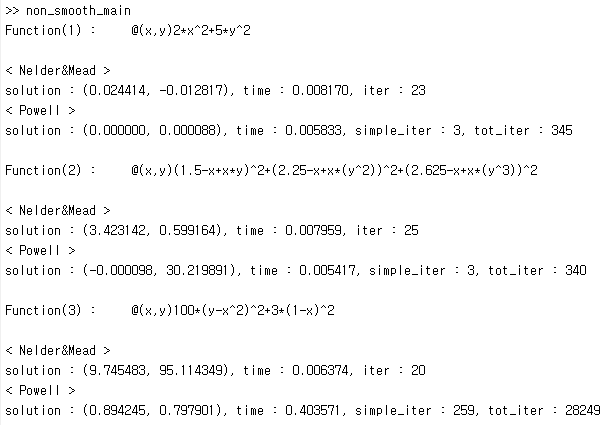 >> non_smooth_main
Function(1) : @(x,y)2*x^2+5*y^2
< Nelder&Mead >
solution : (0.024414, -0.012817), time : 0.008170, iter : 23
< Powell >
solution : (0.000000, 0.000088), time : 0.005833, simple_iter : 3, tot_iter : 345
Function(2) : @(x,y)(1.5-x+x*y)^2+(2.25-x+x*(y^2))^2+(2.625-x+x*(y^3))^2
< Nelder&Mead >
solution : (3.423142, 0.599164), time : 0.007959, iter : 25
< Powell >
solution : (-0.000098, 30.219891), time : 0.005417, simple_iter : 3, tot_iter : 340
Function(3) : @(x,y)100*(y-x^2)^2+3*(1-x)^2
< Nelder&Mead >
solution : (9.745483, 95.114349), time : 0.006374, iter : 20
< Powell >
solution : (0.894245, 0.797901), time : 0.403571, simple_iter : 259, tot_iter : 28249